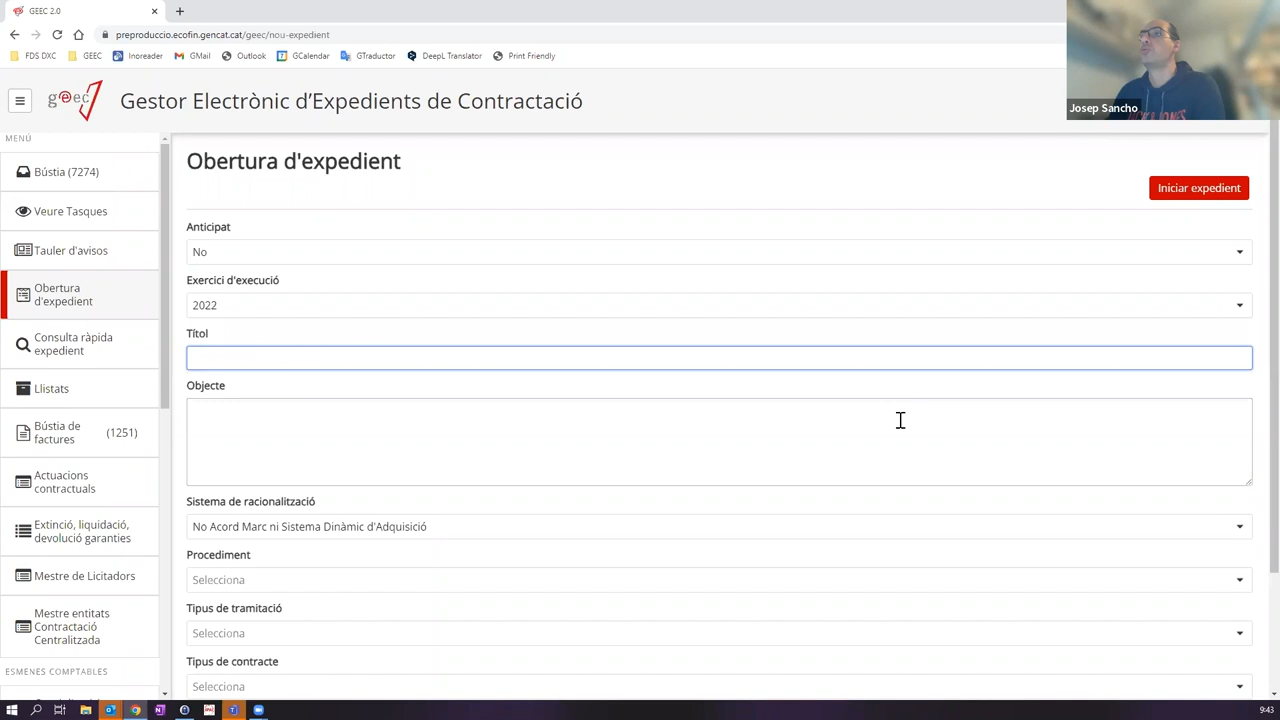 GEEC 2.0
preproduccio.ecofin.gencat.cat/geec/nou-expedient
FDS DXC
GEEC
Inoreader
GMail
Outlook
GCalendar
GTraductor
DeepL Translator
Print Friendly
geec
Gestor Electrònic d'Expedients de Contractació
Josep Sancho
MENÚ
Bústia (7274)
Veure Tasques
Tauler d'avisos
Obertura
d'expedient
Consulta ràpida
expedient
Llistats
Bústia de
factures
(1251)
Actuacions
contractuals
Extinció, liquidació,
devolució garanties
Mestre de Licitadors
Mestre entitats
Contractació
Centralitzada
ESMENES COMPTABLES
Obertura d'expedient
Iniciar expedient
Anticipat
No
Exercici d'execució
2022
Títol
Objecte
Sistema de racionalització
No Acord Marc ni Sistema Dinàmic d'Adquisició
Procediment
Selecciona
Tipus de tramitació
Selecciona
Tipus de contracte
Selecciona
9:43